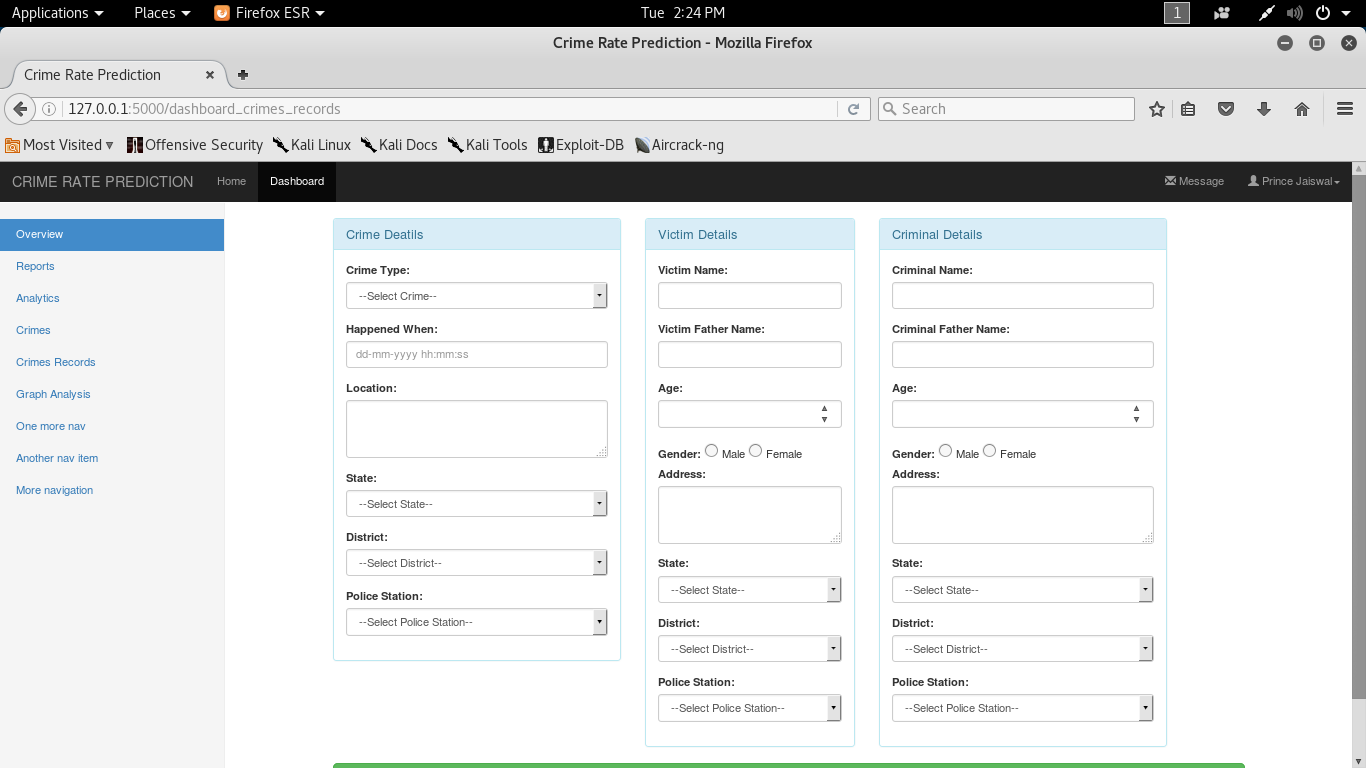 Applications Places Firefox ESR Tue 2:24 PM 1
Crime Rate Prediction - Mozilla Firefox
Crime Rate Prediction
127.0.0.1:5000/dashboard_crimes_records Search
Most Visited Offensive Security Kali Linux Kali Docs Kali Tools Exploit-DB Aircrack-ng
CRIME RATE PREDICTION Home Dashboard Message Prince Jaiswal
Overview
Reports
Analytics
Crimes
Crimes Records
Graph Analysis
One more nav
Another nav item
More navigation
Crime Deatils
Crime Type:
--Select Crime--
Happened When:
dd-mm-yyyy hh:mm:ss
Location:
State:
--Select State--
District:
--Select District--
Police Station:
--Select Police Station--
Victim Details
Victim Name:
Victim Father Name:
Age:
Gender: Male Female
Address:
State:
--Select State--
District:
--Select District--
Police Station:
--Select Police Station--
Criminal Details
Criminal Name:
Criminal Father Name:
Age:
Gender: Male Female
Address:
State:
--Select State--
District:
--Select District--
Police Station:
--Select Police Station--